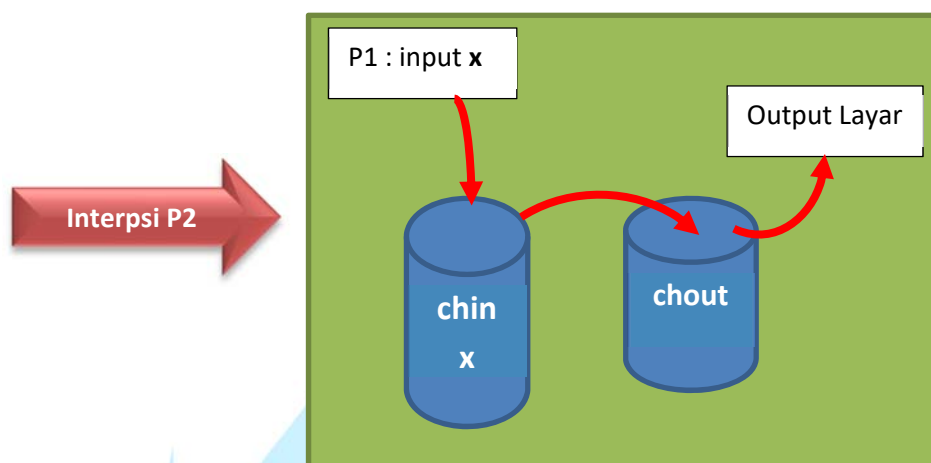 P1 : input x
Output Layar
Interpsi P2
chin
x
chout